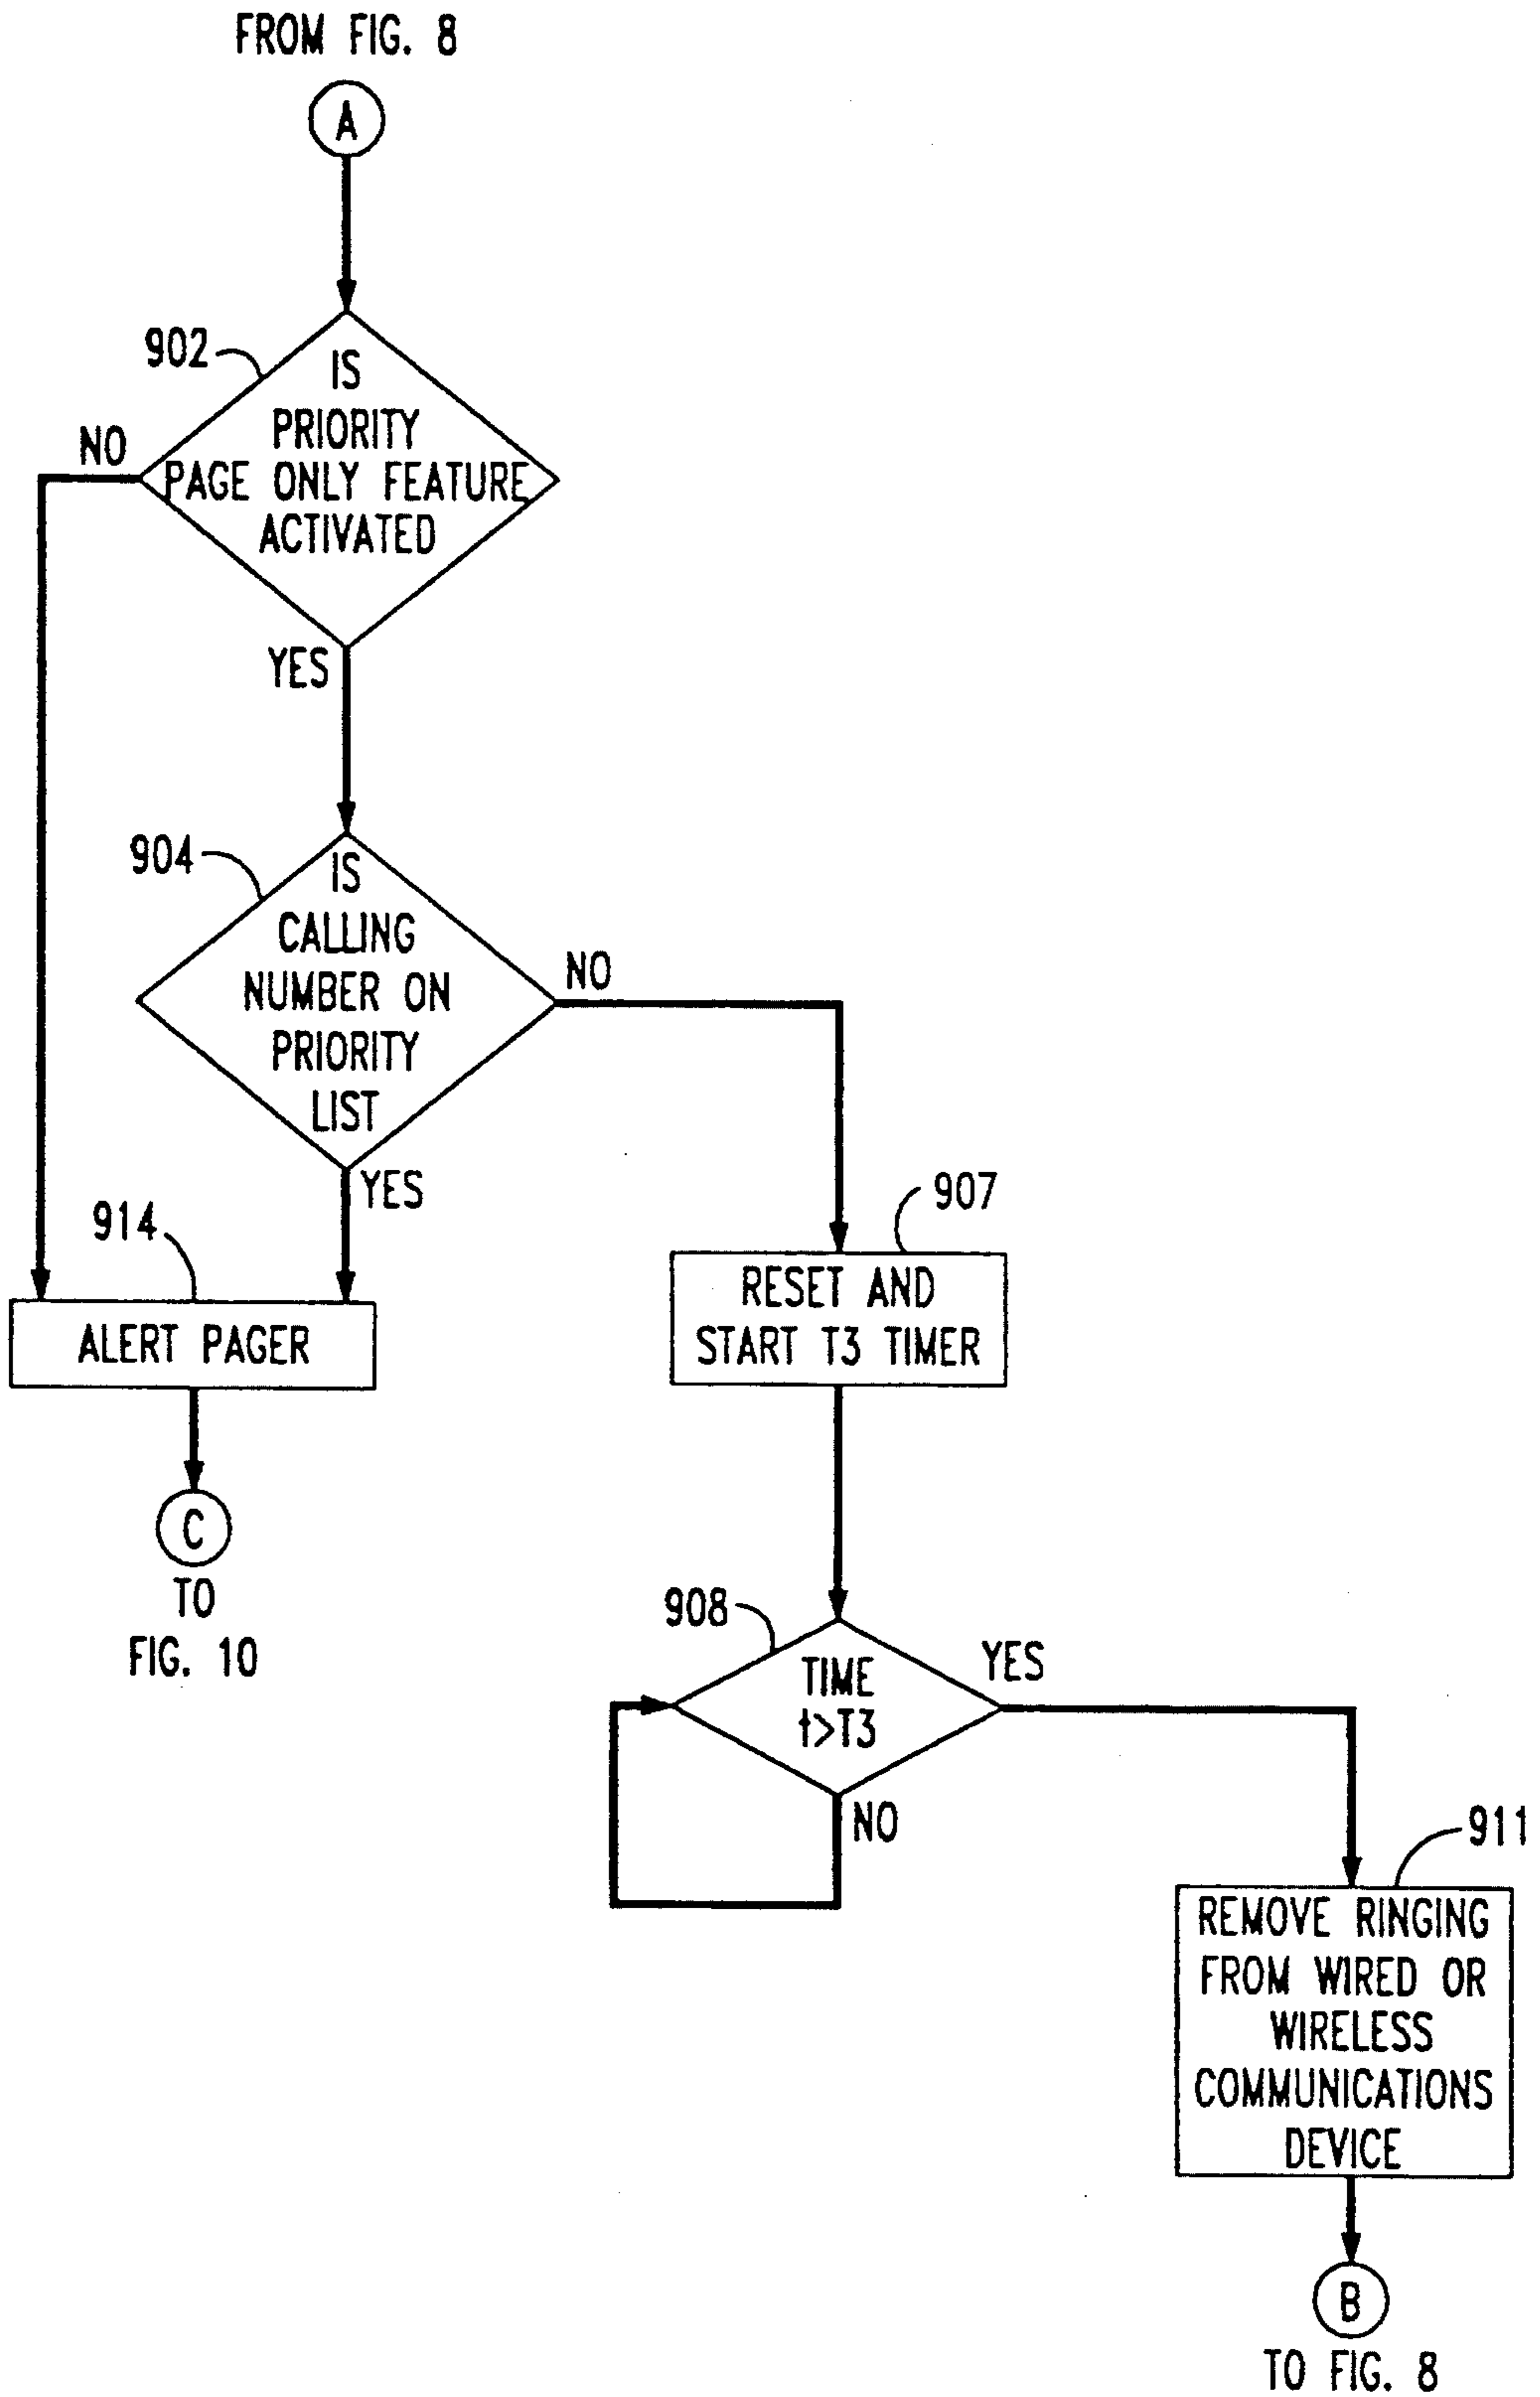 FROM FIG. 8
A
902
IS
PRIORITY
PAGE ONLY FEATURE
ACTIVATED
NO
YES
904
IS
CALLING
NUMBER ON
PRIORITY
LIST
NO
YES
914
ALERT PAGER
C
TO
FIG. 10
907
RESET AND
START T3 TIMER
908
TIME
t>T3
YES
NO
911
REMOVE RINGING
FROM WIRED OR
WIRELESS
COMMUNICATIONS
DEVICE
B
TO FIG. 8